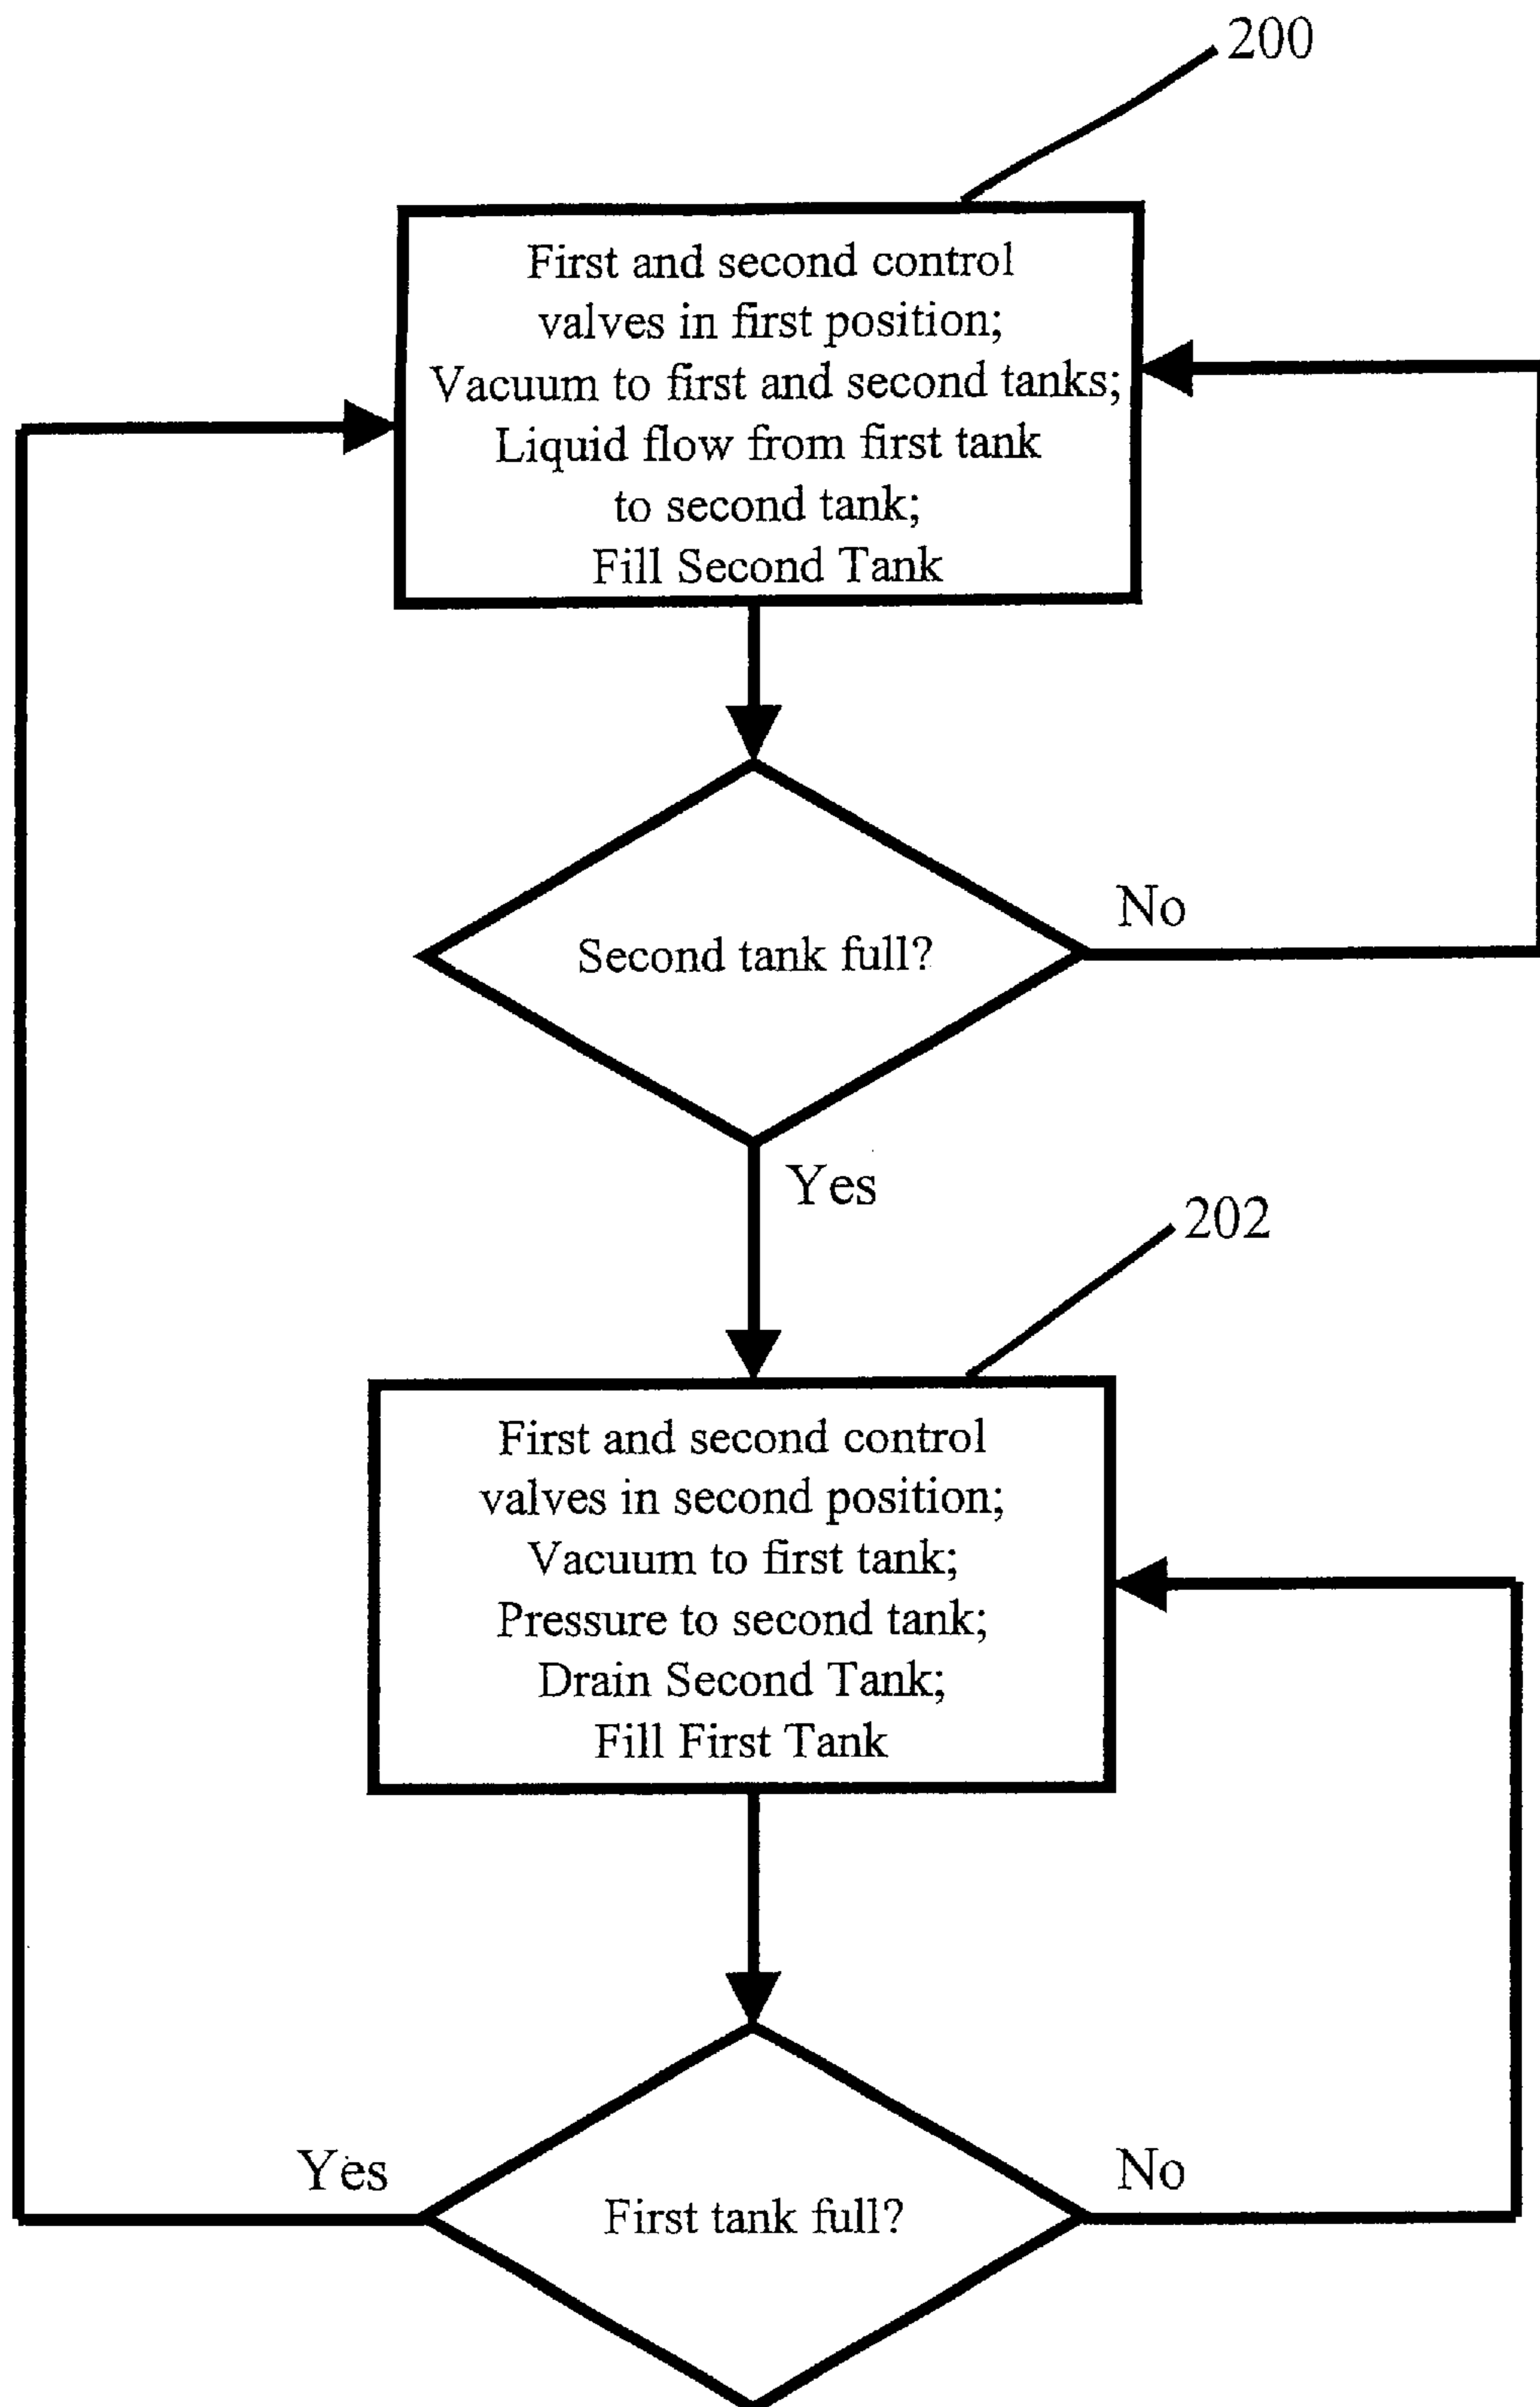 200
First and second control
valves in first position;
Vacuum to first and second tanks;
Liquid flow from first tank
to second tank;
Fill Second Tank
No
Second tank full?
Yes
202
First and second control
valves in second position;
Vacuum to first tank;
Pressure to second tank;
Drain Second Tank;
Fill First Tank
Yes
No
First tank full?